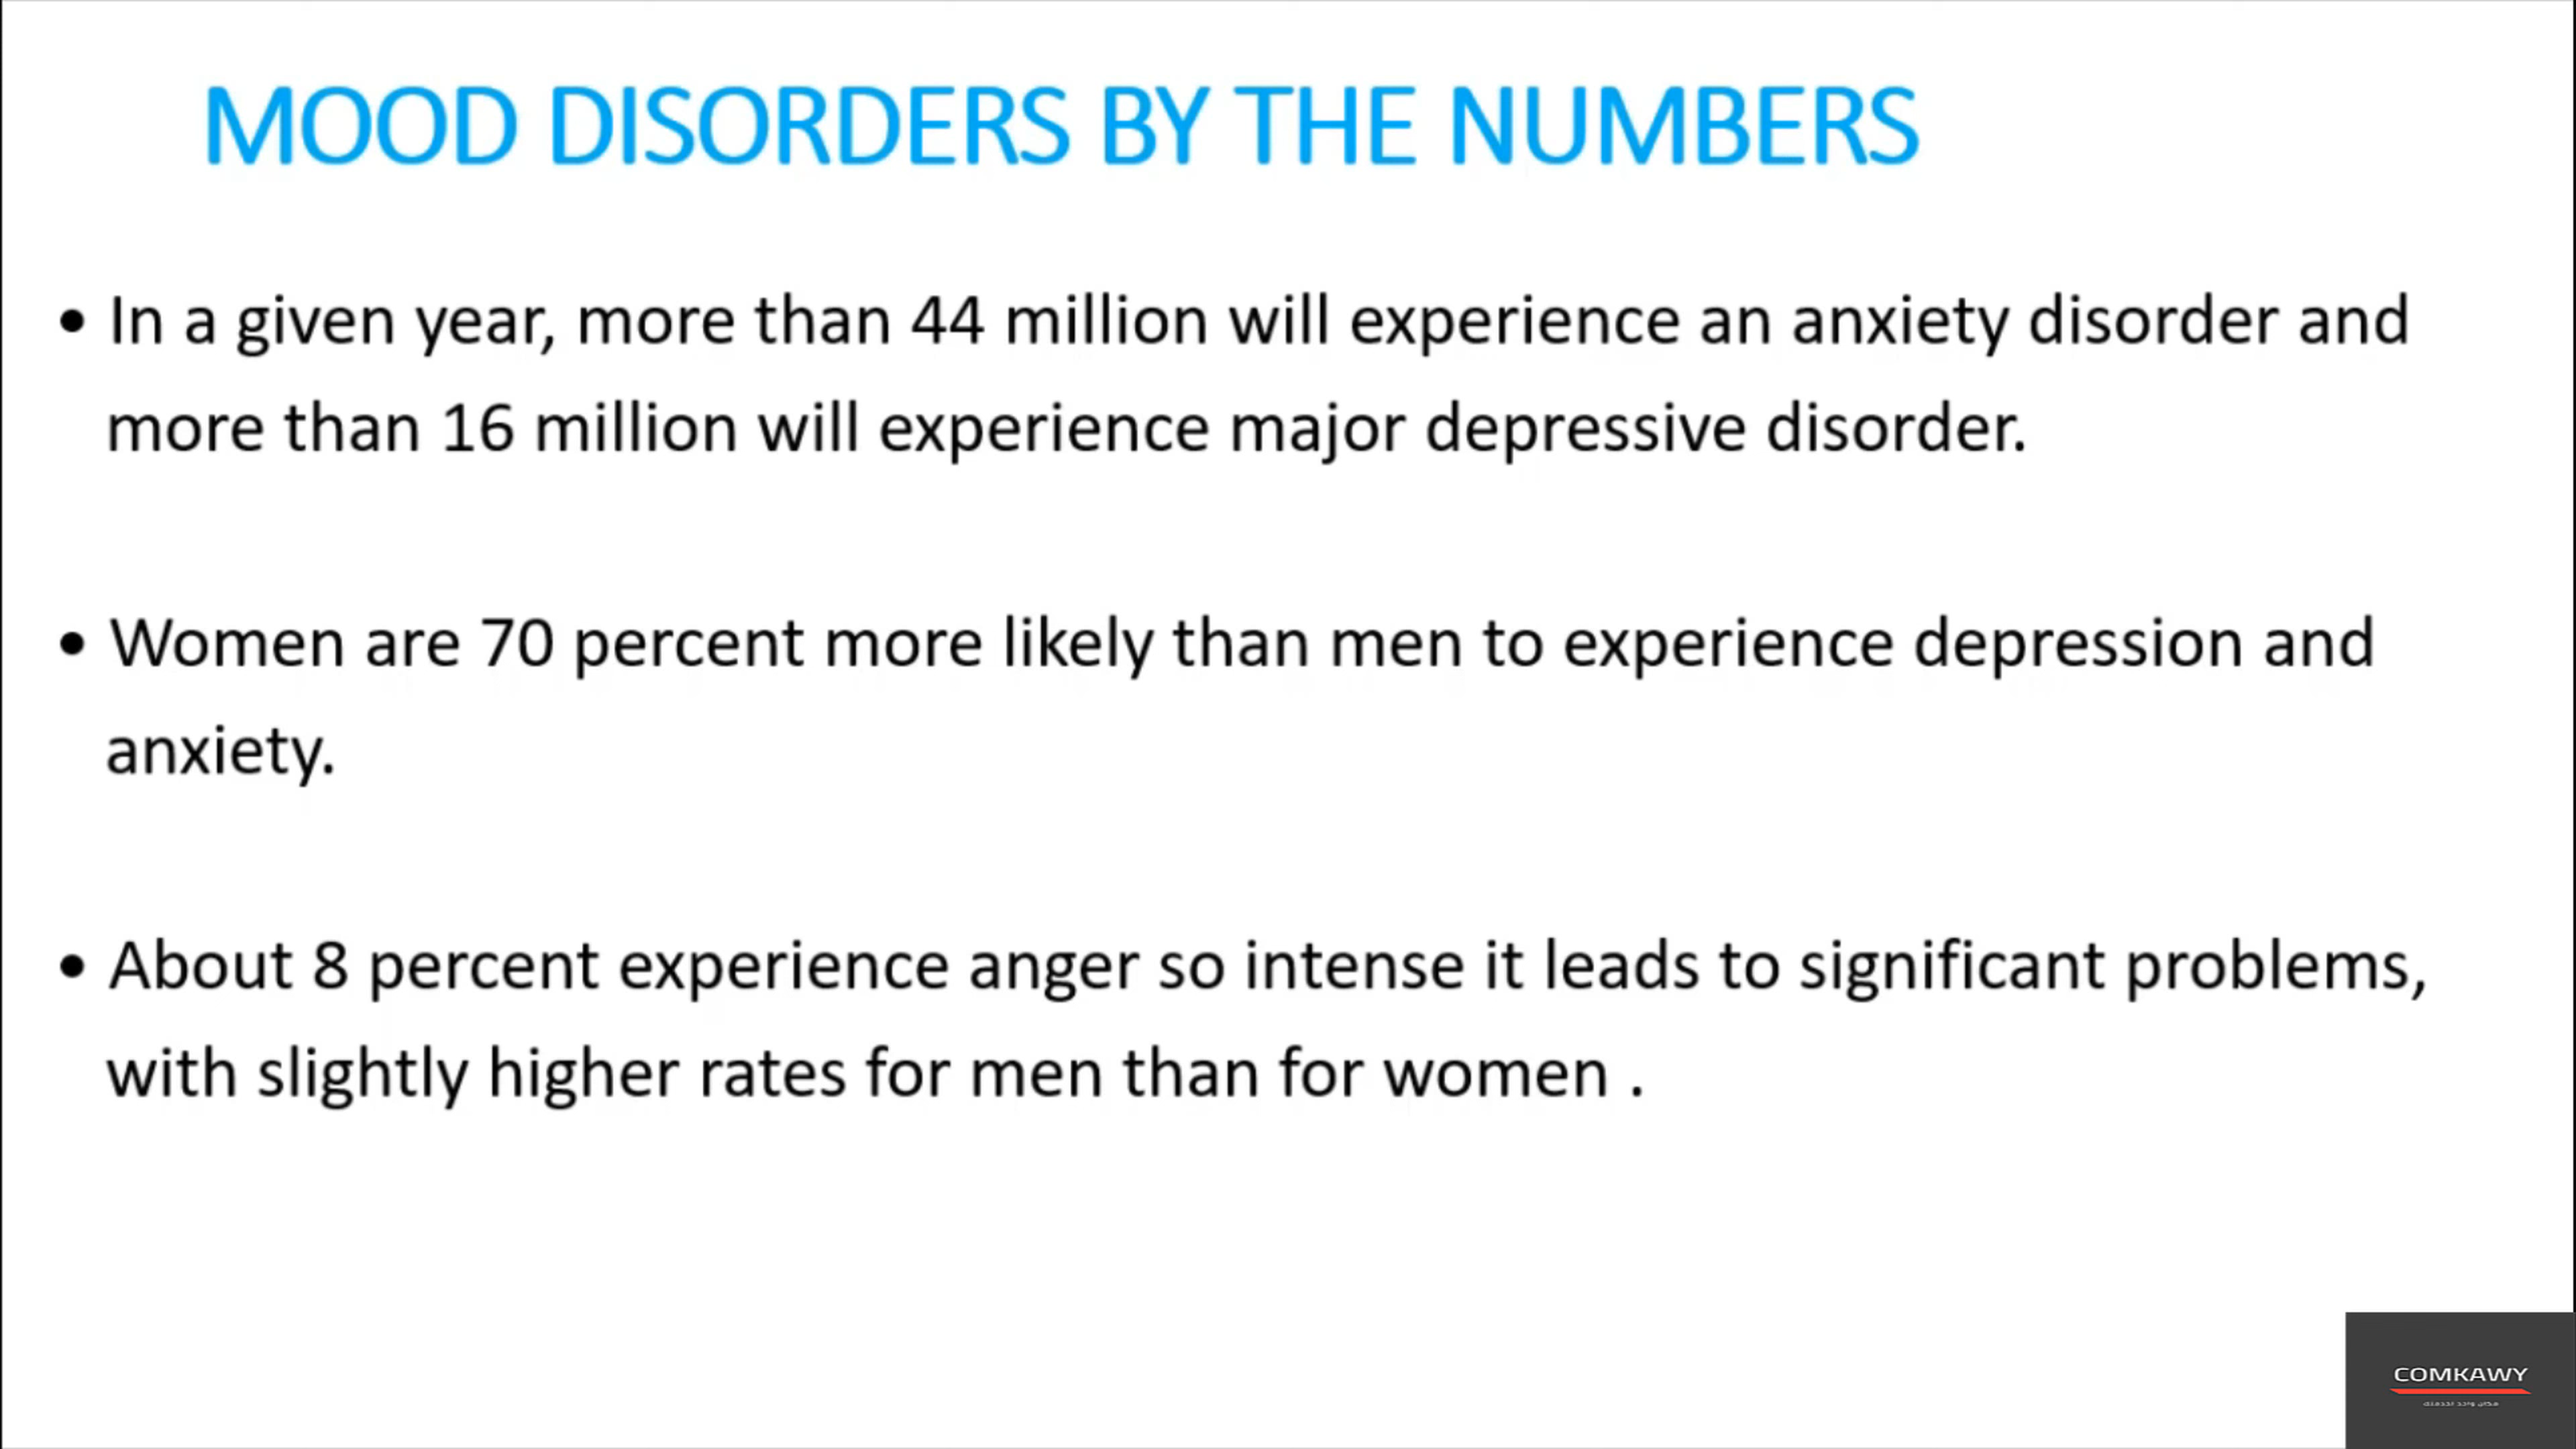 MOOD DISORDERS BY THE NUMBERS
• In a given year, more than 44 million will experience an anxiety disorder and
more than 16 million will experience major depressive disorder.
• Women are 70 percent more likely than men to experience depression and
anxiety.
• About 8 percent experience anger so intense it leads to significant problems,
with slightly higher rates for men than for women .
COMKAWY